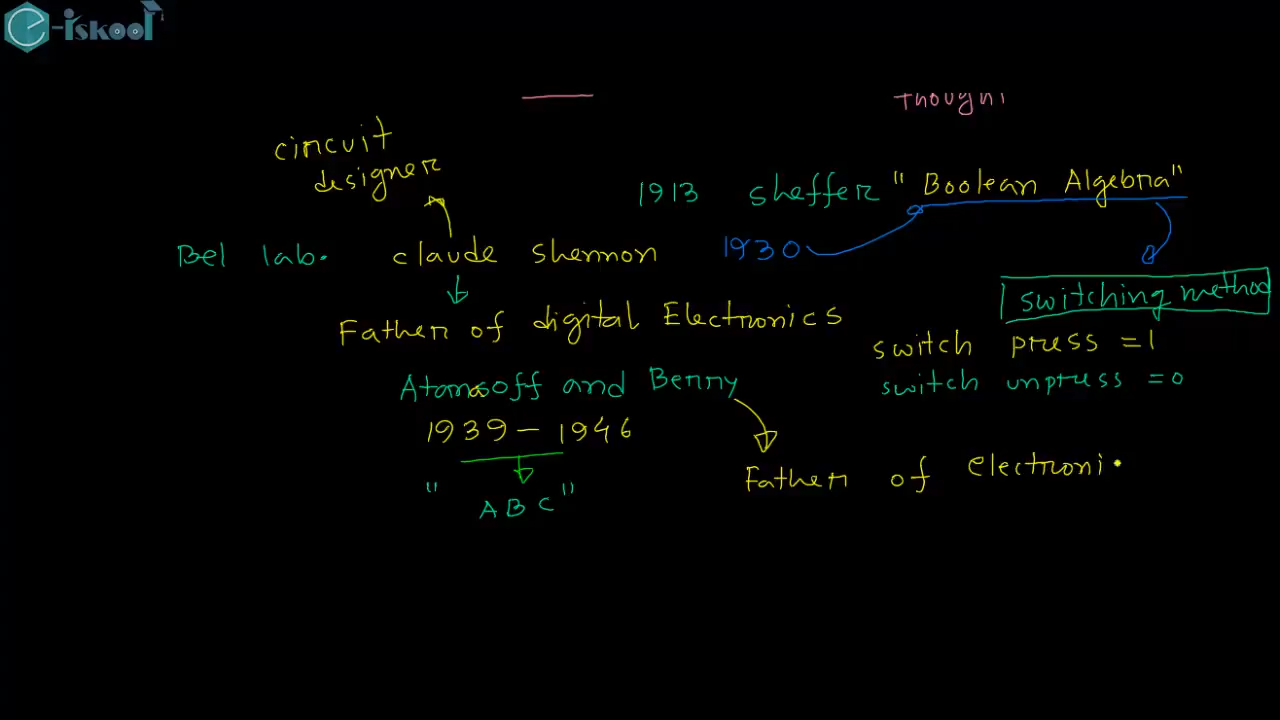 e-iskool
Thought
circuit
designer
1913 sheffer "Boolean Algebra"
Bel lab. claude shennon 1930
switching method
Father of digital Electronics
switch press =1
Atanasoff and Berry
switch unpress =0
1939 - 1946
Father of electroni
" ABC "